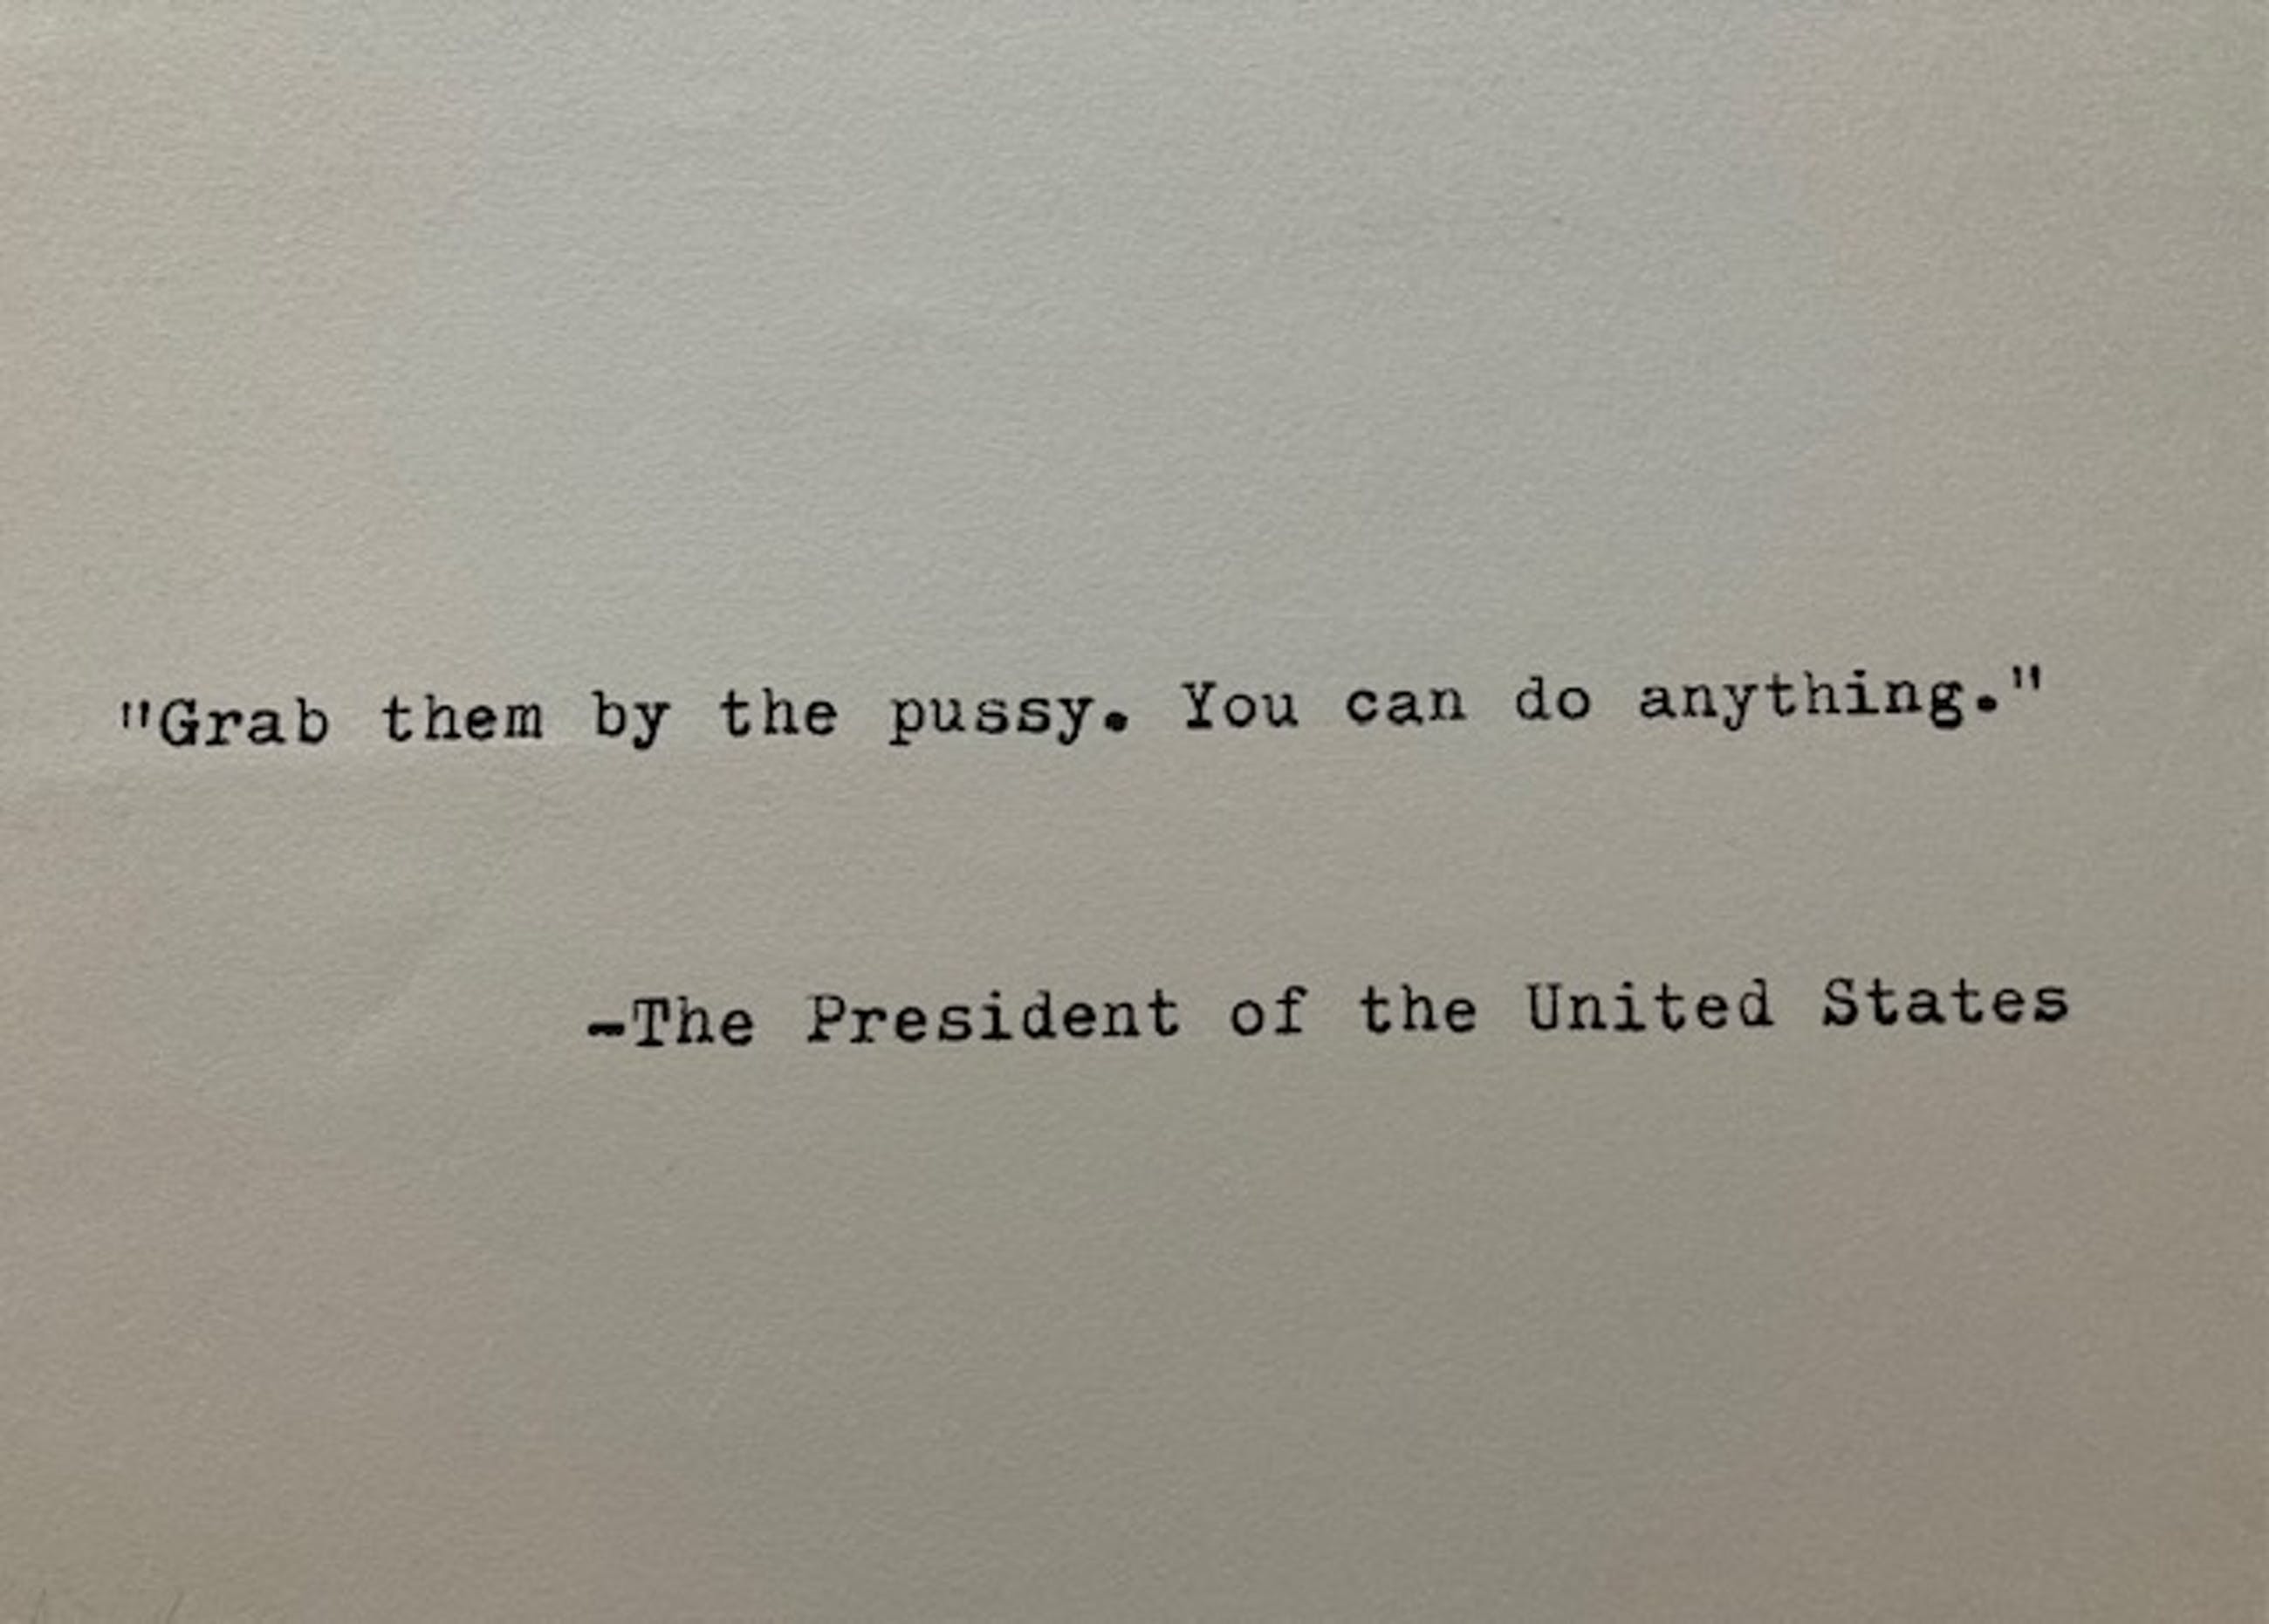 "Grab them by the pussy. You can do anything."
-The President of the United States